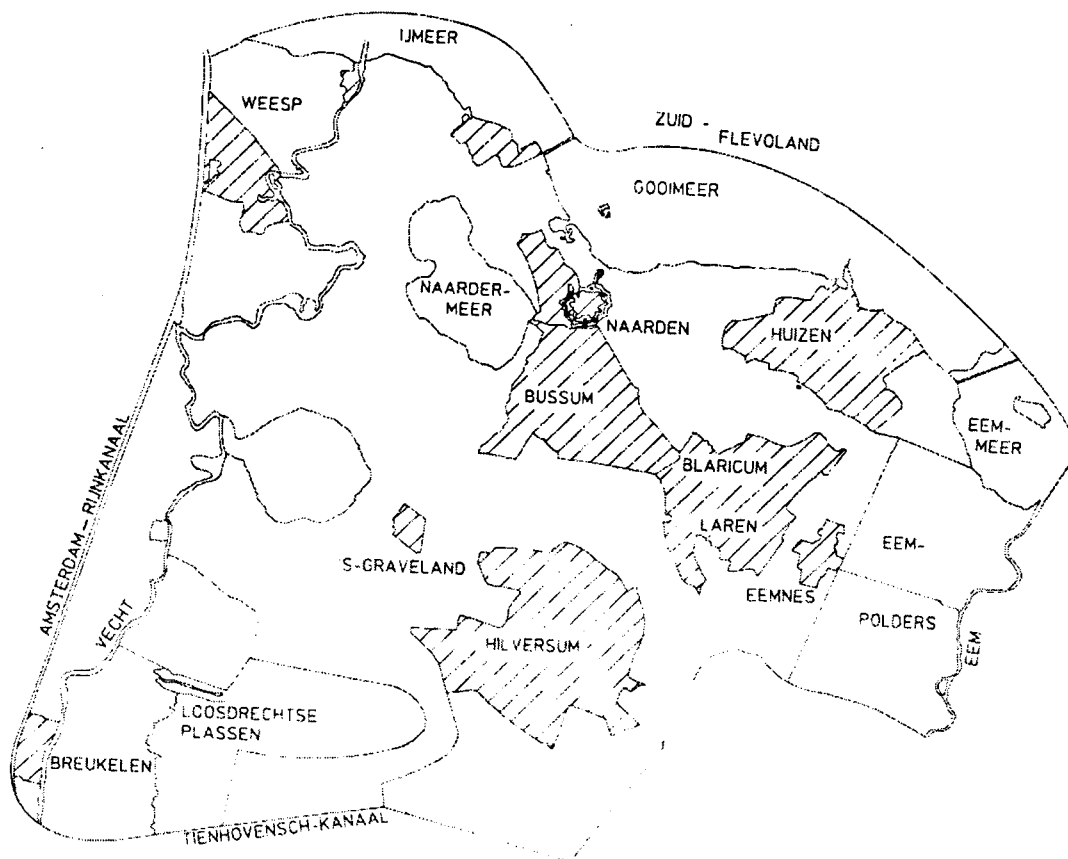 IJMEER
WEESP
ZUID -
FLEVOLAND
GOOIMEER
NAARDER-
MEER
NAARDEN
HUIZEN
BUSSUM
EEM-
MEER
BLARICUM
LAREN
EEM-
AMSTERDAM - RIJNKANAAL
S-GRAVELAND
EEMNES
POLDERS
VECHT
HILVERSUM
EEM
LOOSDRECHTSE
PLASSEN
BREUKELEN
TIENHOVENSCH-KANAAL